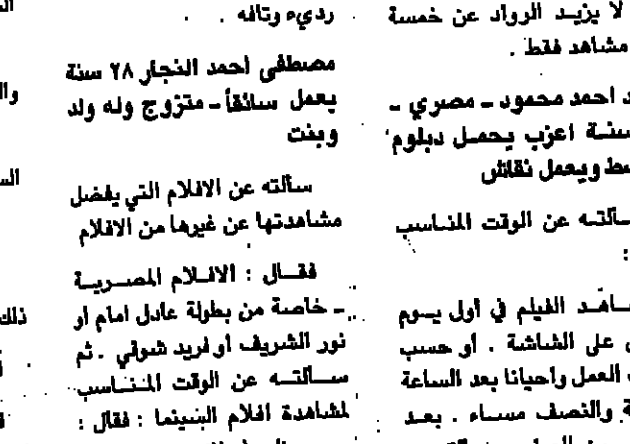 لا يزيد الرواد عن خمسة
مشاهد فقط .
احمد محمود - مصري -
سنة اعزب يحمل دبلوم
ويعمل نقاش
سألته عن الوقت المناسب
:
الفيلم في أول يوم
على الشاشة . أو حسب
العمل واحيانا بعد الساعة
والنصف مساء . بعد
رديء وتافه .
مصطفى احمد النجار ٢٨ سنة
يعمل سائقاً - متزوج وله ولد
وبنت
سألته عن الافلام التي يفضل
مشاهدتها عن غيرها من الافلام
فقال : الافلام المصرية
- خاصة من بطولة عادل امام أو
نور الشريف أو فريد شوقي . ثم
سألته عن الوقت المناسب
لمشاهدة افلام السينما : فقال :
ذلك